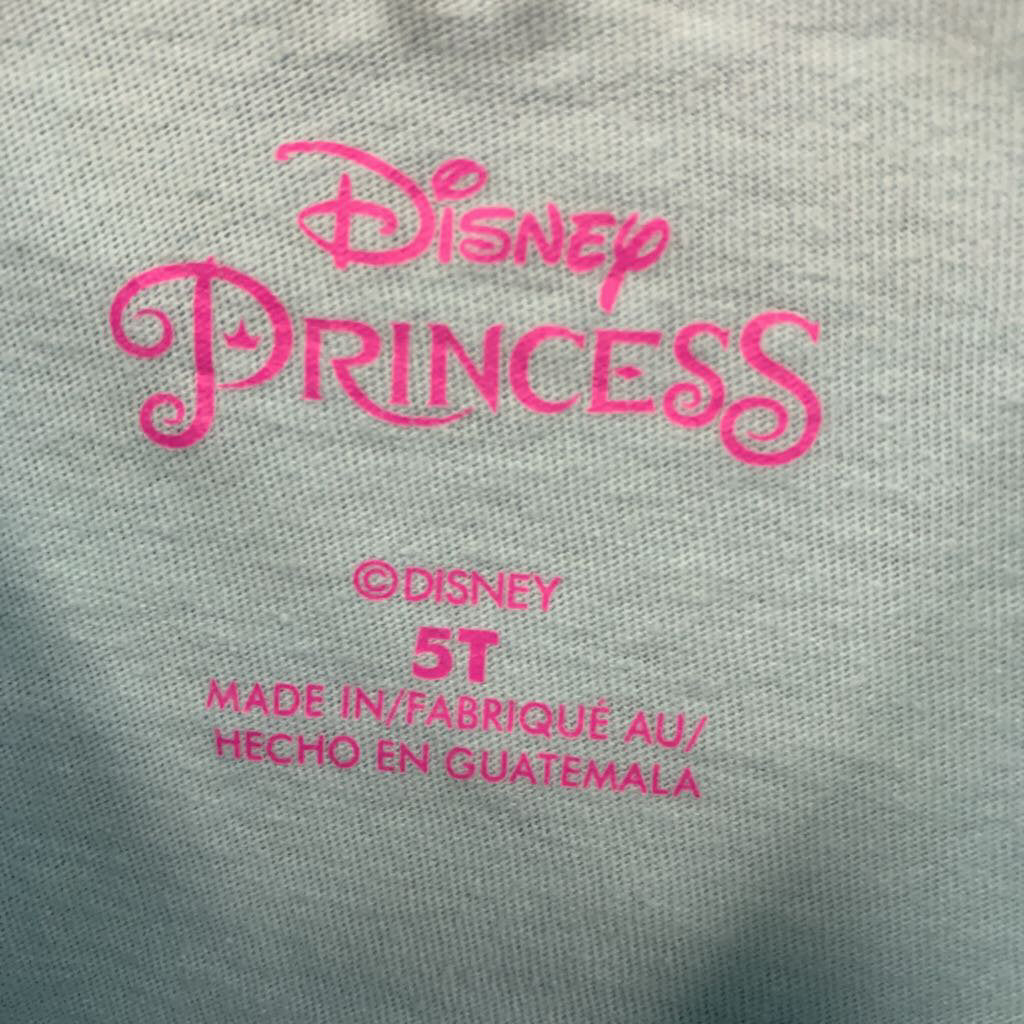 DISNEY
PRINCESS
©DISNEY
5T
MADE IN/FABRIQUÉ AU/
HECHO EN GUATEMALA